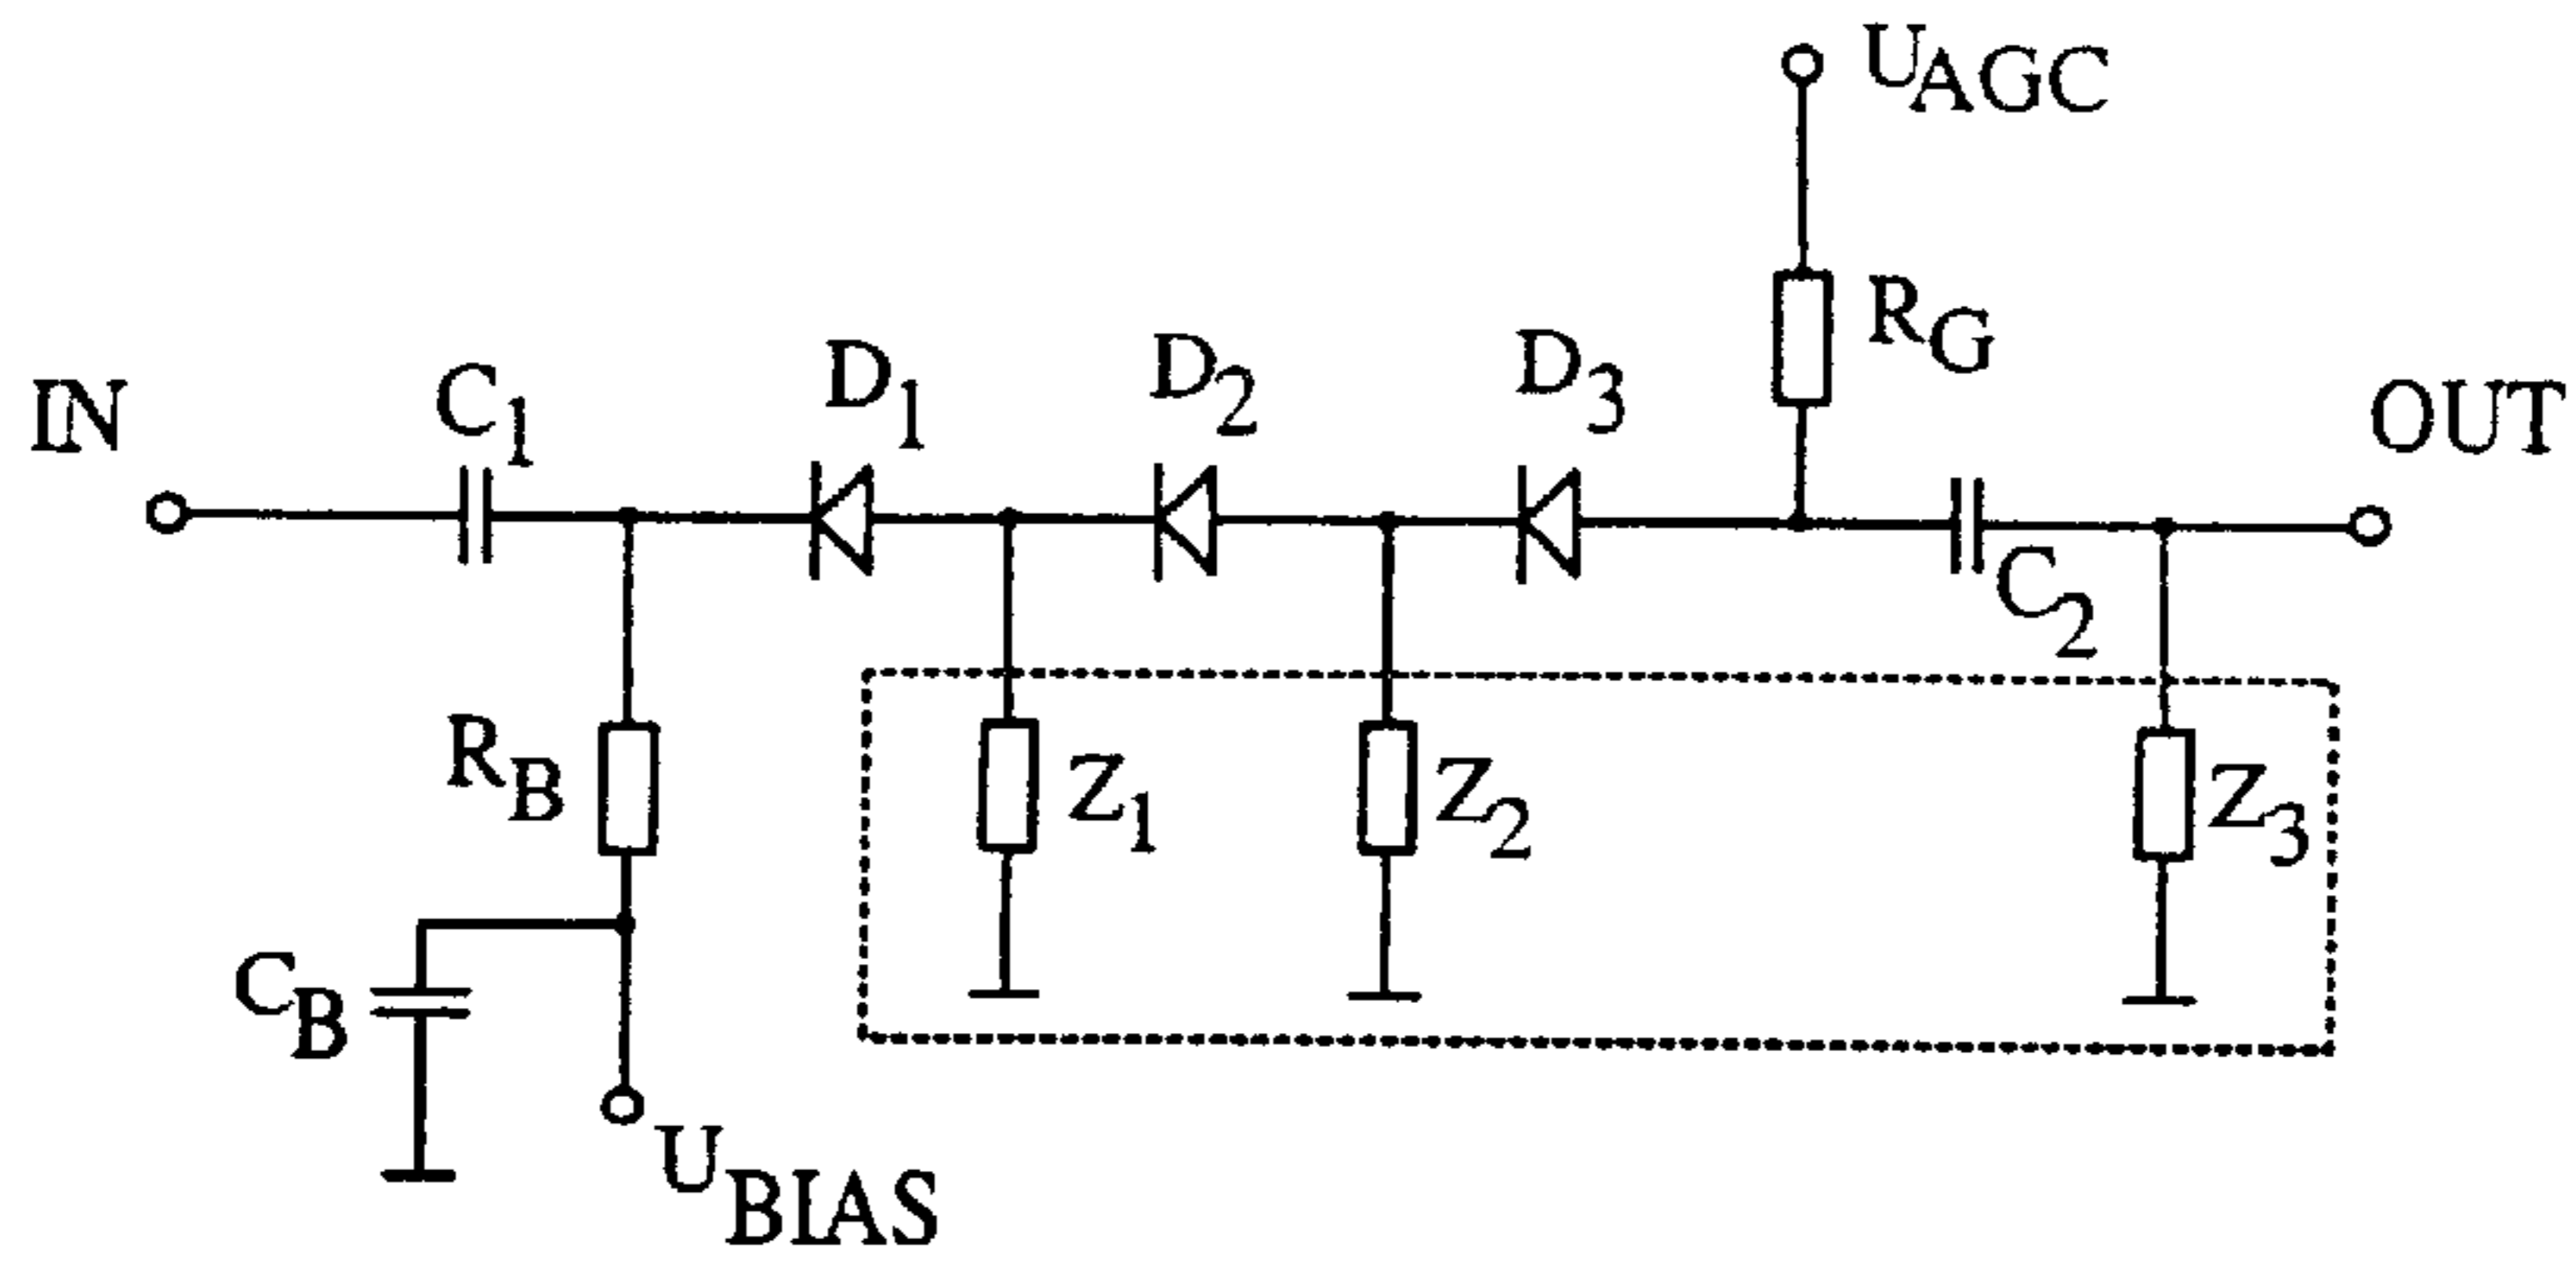 U_AGC
R_G
IN
C_1
D_1
D_2
D_3
OUT
C_2
R_B
Z_1
Z_2
Z_3
C_B
U_BIAS